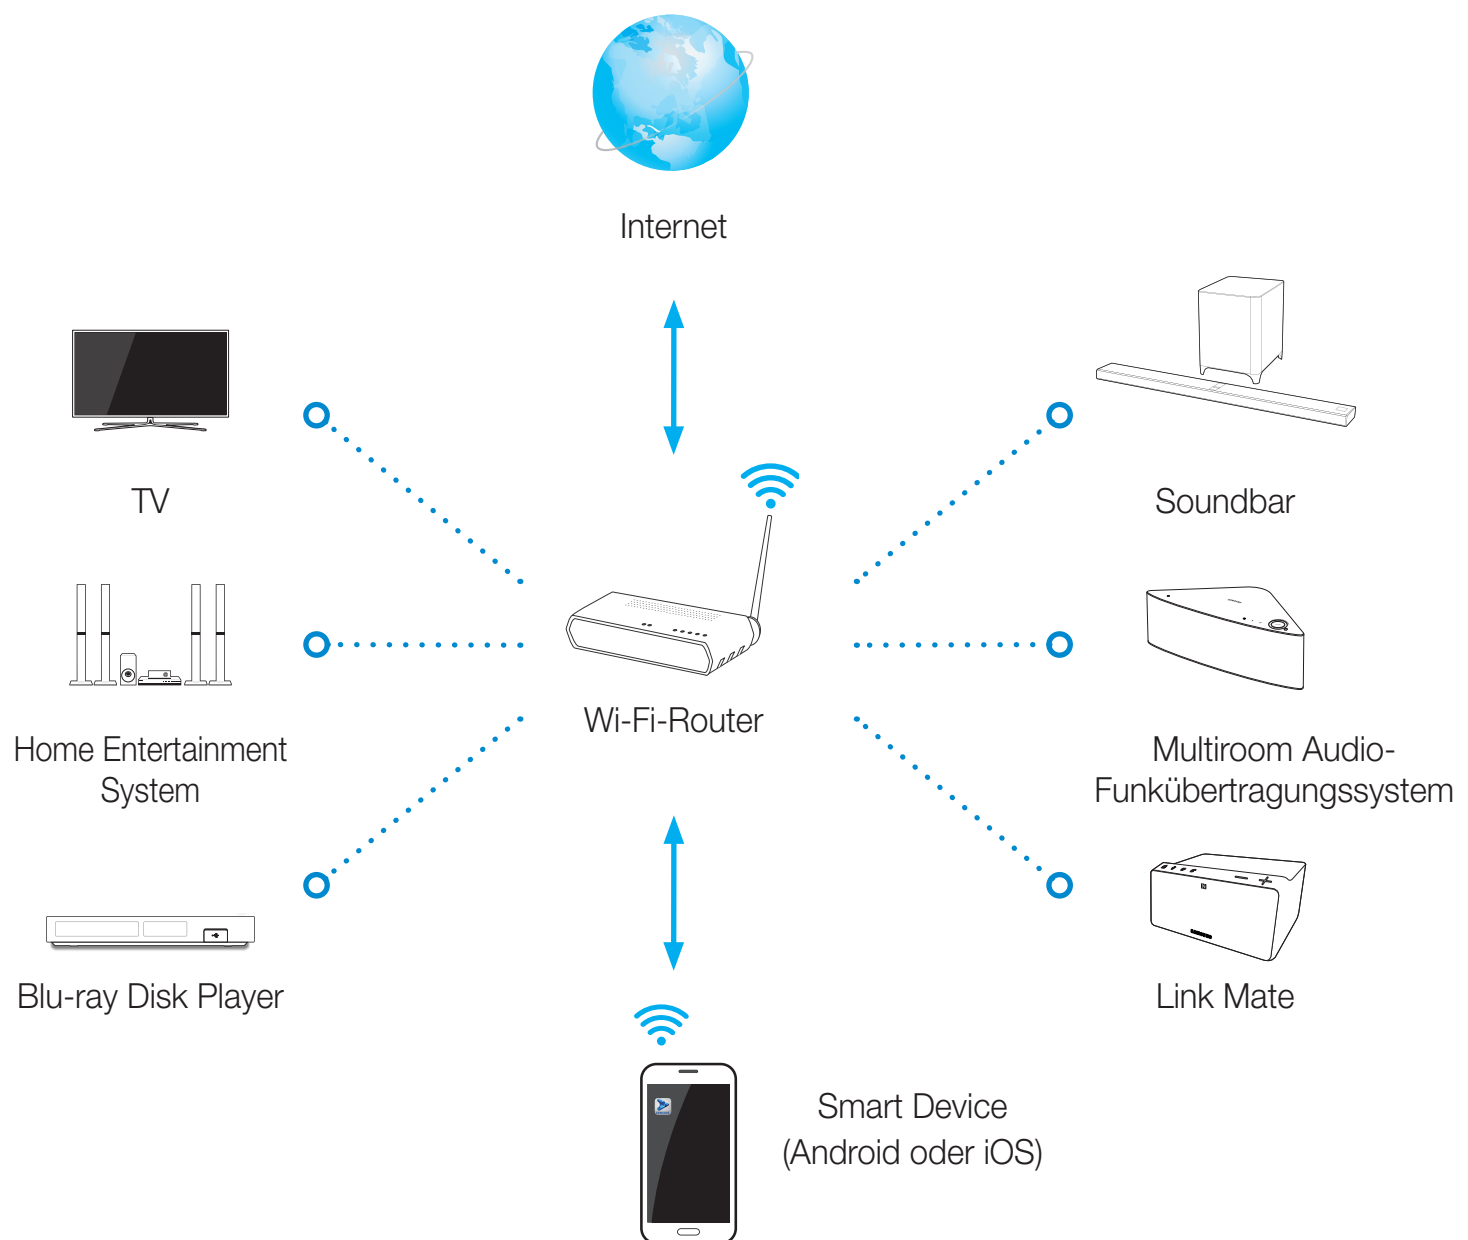 Internet
TV
Soundbar
Wi-Fi-Router
Home Entertainment
System
Multiroom Audio-
Funkübertragungssystem
Blu-ray Disk Player
Link Mate
Smart Device
(Android oder iOS)